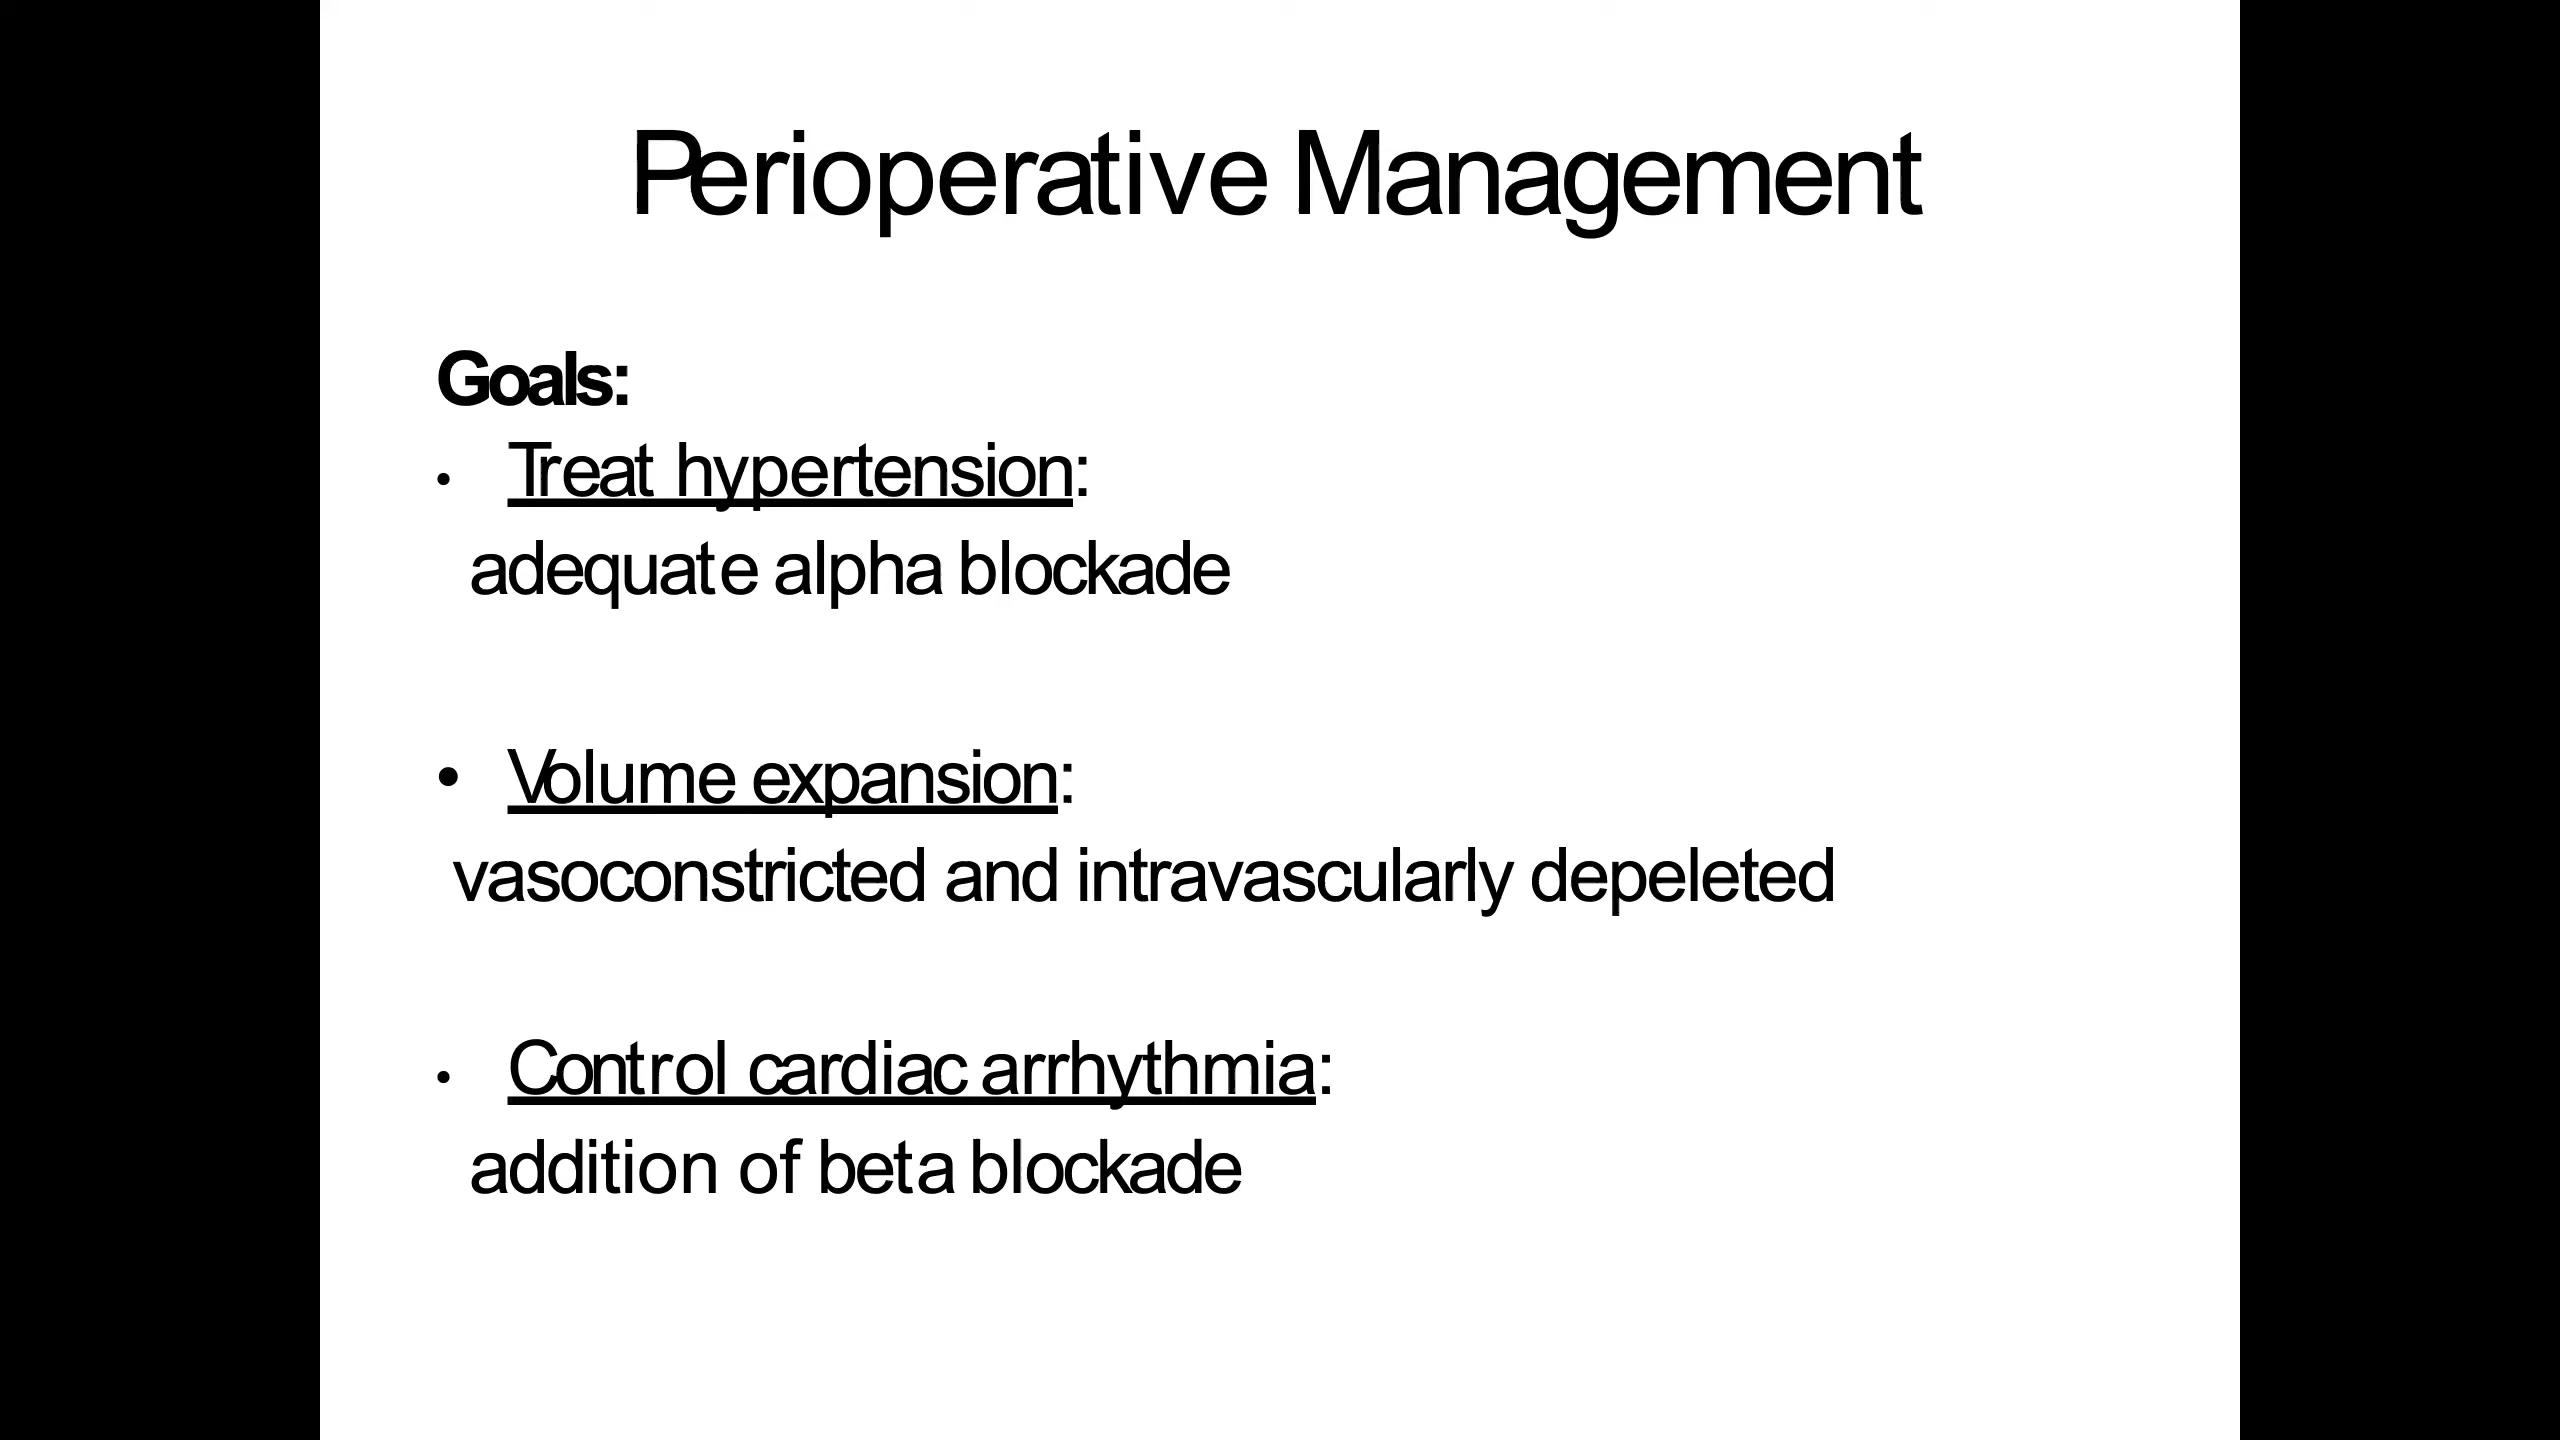 Perioperative Management
Goals:
• Treat hypertension:
adequate alpha blockade
• Volume expansion:
vasoconstricted and intravascularly depeleted
• Control cardiac arrhythmia:
addition of beta blockade